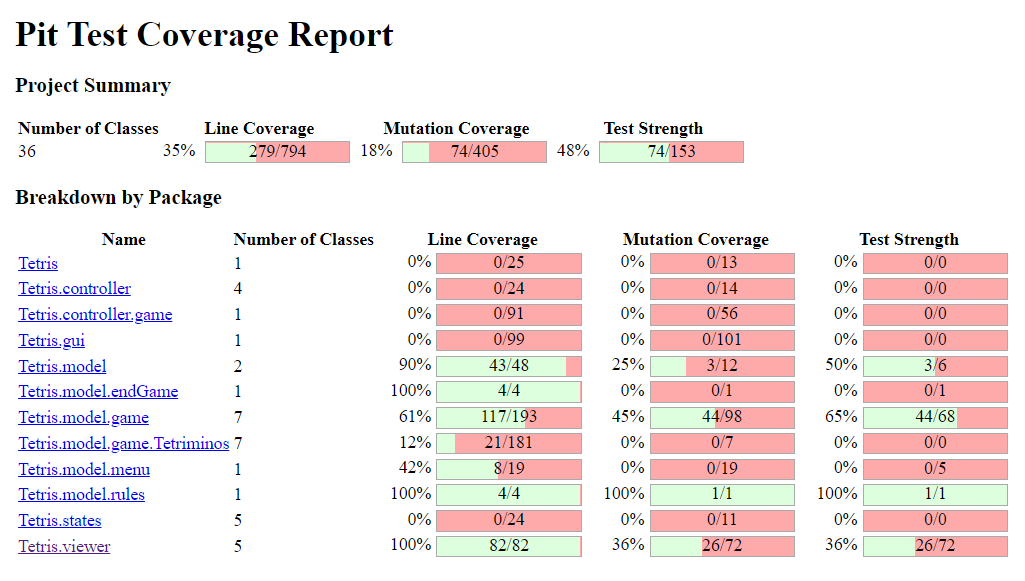 Pit Test Coverage Report
Project Summary
Number of Classes Line Coverage Mutation Coverage Test Strength
36 35% 279/794 18% 74/405 48% 74/153
Breakdown by Package
Name Number of Classes Line Coverage Mutation Coverage Test Strength
Tetris 1 0% 0/25 0% 0/13 0% 0/0
Tetris.controller 4 0% 0/24 0% 0/14 0% 0/0
Tetris.controller.game 1 0% 0/91 0% 0/56 0% 0/0
Tetris.gui 1 0% 0/99 0% 0/101 0% 0/0
Tetris.model 2 90% 43/48 25% 3/12 50% 3/6
Tetris.model.endGame 1 100% 4/4 0% 0/1 0% 0/1
Tetris.model.game 7 61% 117/193 45% 44/98 65% 44/68
Tetris.model.game.Tetriminos 7 12% 21/181 0% 0/7 0% 0/0
Tetris.model.menu 1 42% 8/19 0% 0/19 0% 0/5
Tetris.model.rules 1 100% 4/4 100% 1/1 100% 1/1
Tetris.states 5 0% 0/24 0% 0/11 0% 0/0
Tetris.viewer 5 100% 82/82 36% 26/72 36% 26/72